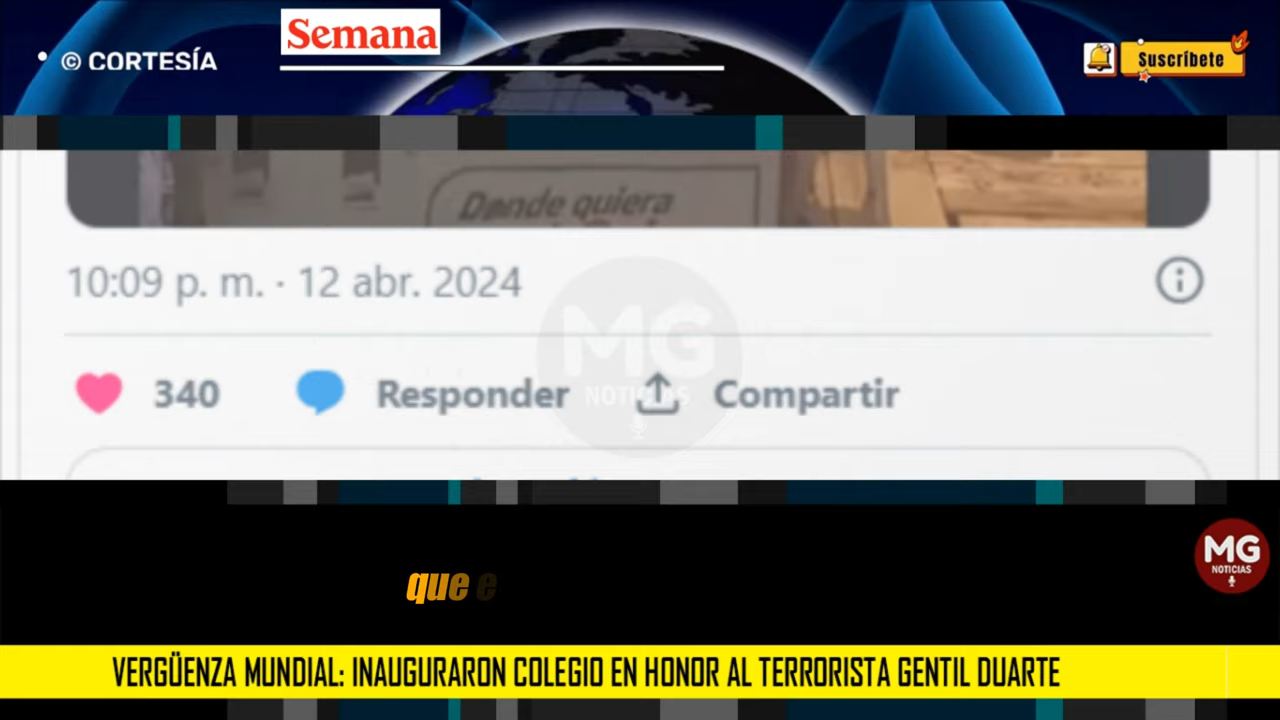 © CORTESÍA
Semana
Suscríbete
Donde quiera
10:09 p. m. · 12 abr. 2024
340 Responder Compartir
MG
NOTICIAS
que e
MG
NOTICIAS
VERGÜENZA MUNDIAL: INAUGURARON COLEGIO EN HONOR AL TERRORISTA GENTIL DUARTE